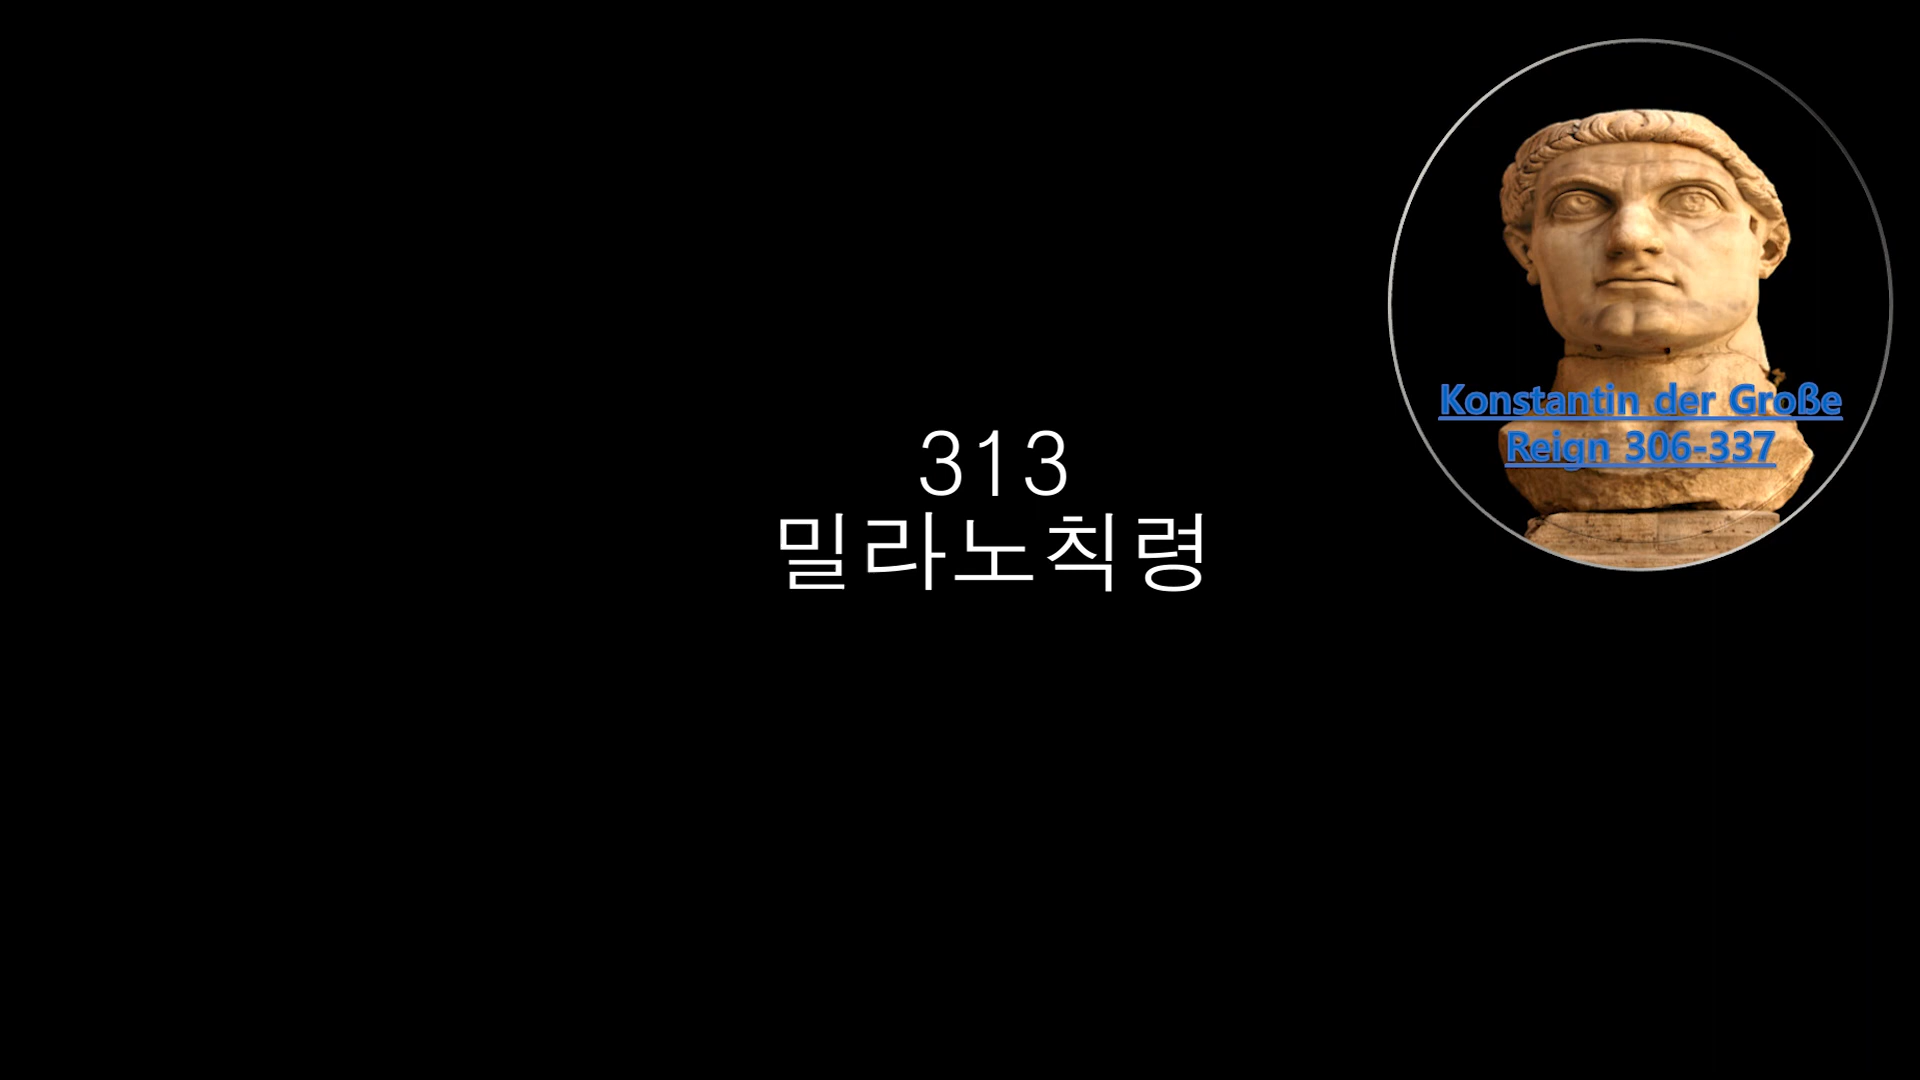 Konstantin der Große
Reign 306-337
313
밀라노칙령